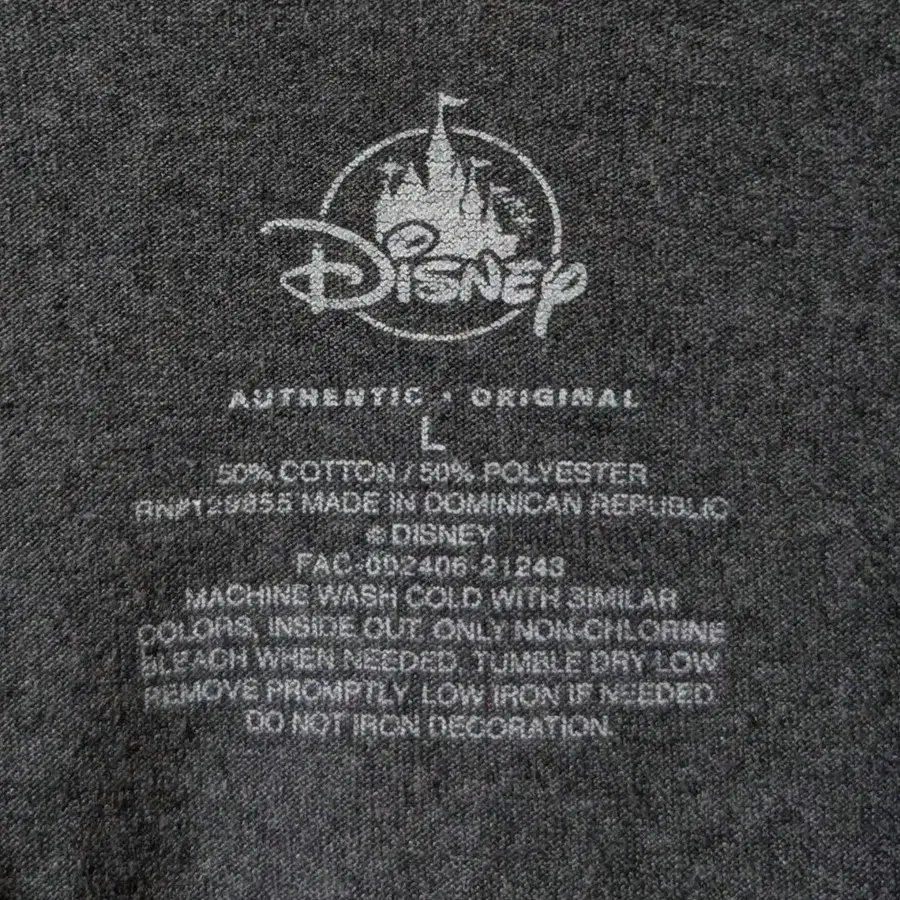 Disney
AUTHENTIC • ORIGINAL
L
50% COTTON / 50% POLYESTER
RN#129855 MADE IN DOMINICAN REPUBLIC
© DISNEY
FAC-002406-21243
MACHINE WASH COLD WITH SIMILAR
COLORS, INSIDE OUT. ONLY NON-CHLORINE
BLEACH WHEN NEEDED. TUMBLE DRY LOW
REMOVE PROMPTLY. LOW IRON IF NEEDED.
DO NOT IRON DECORATION.